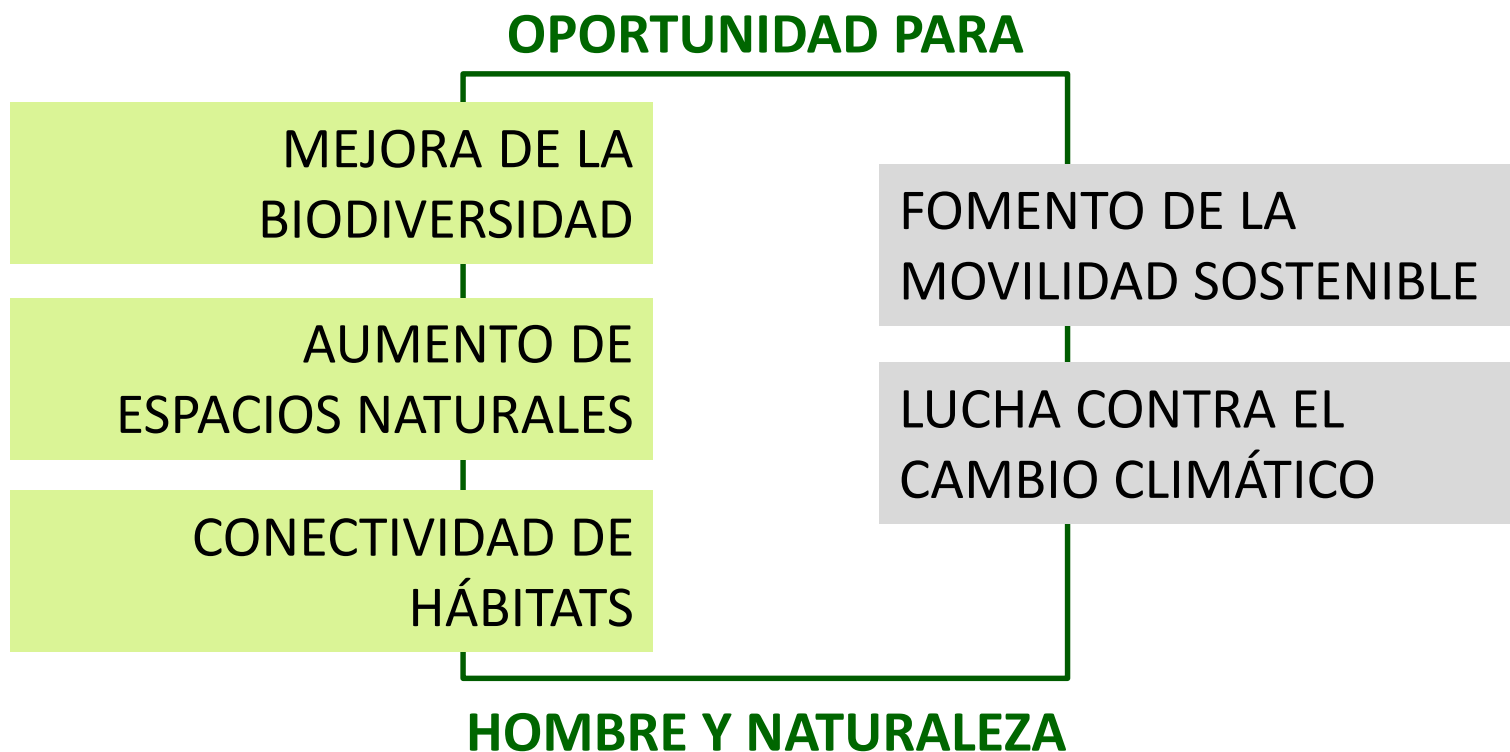 OPORTUNIDAD PARA
MEJORA DE LA
BIODIVERSIDAD
AUMENTO DE
ESPACIOS NATURALES
CONECTIVIDAD DE
HÁBITATS
FOMENTO DE LA
MOVILIDAD SOSTENIBLE
LUCHA CONTRA EL
CAMBIO CLIMÁTICO
HOMBRE Y NATURALEZA